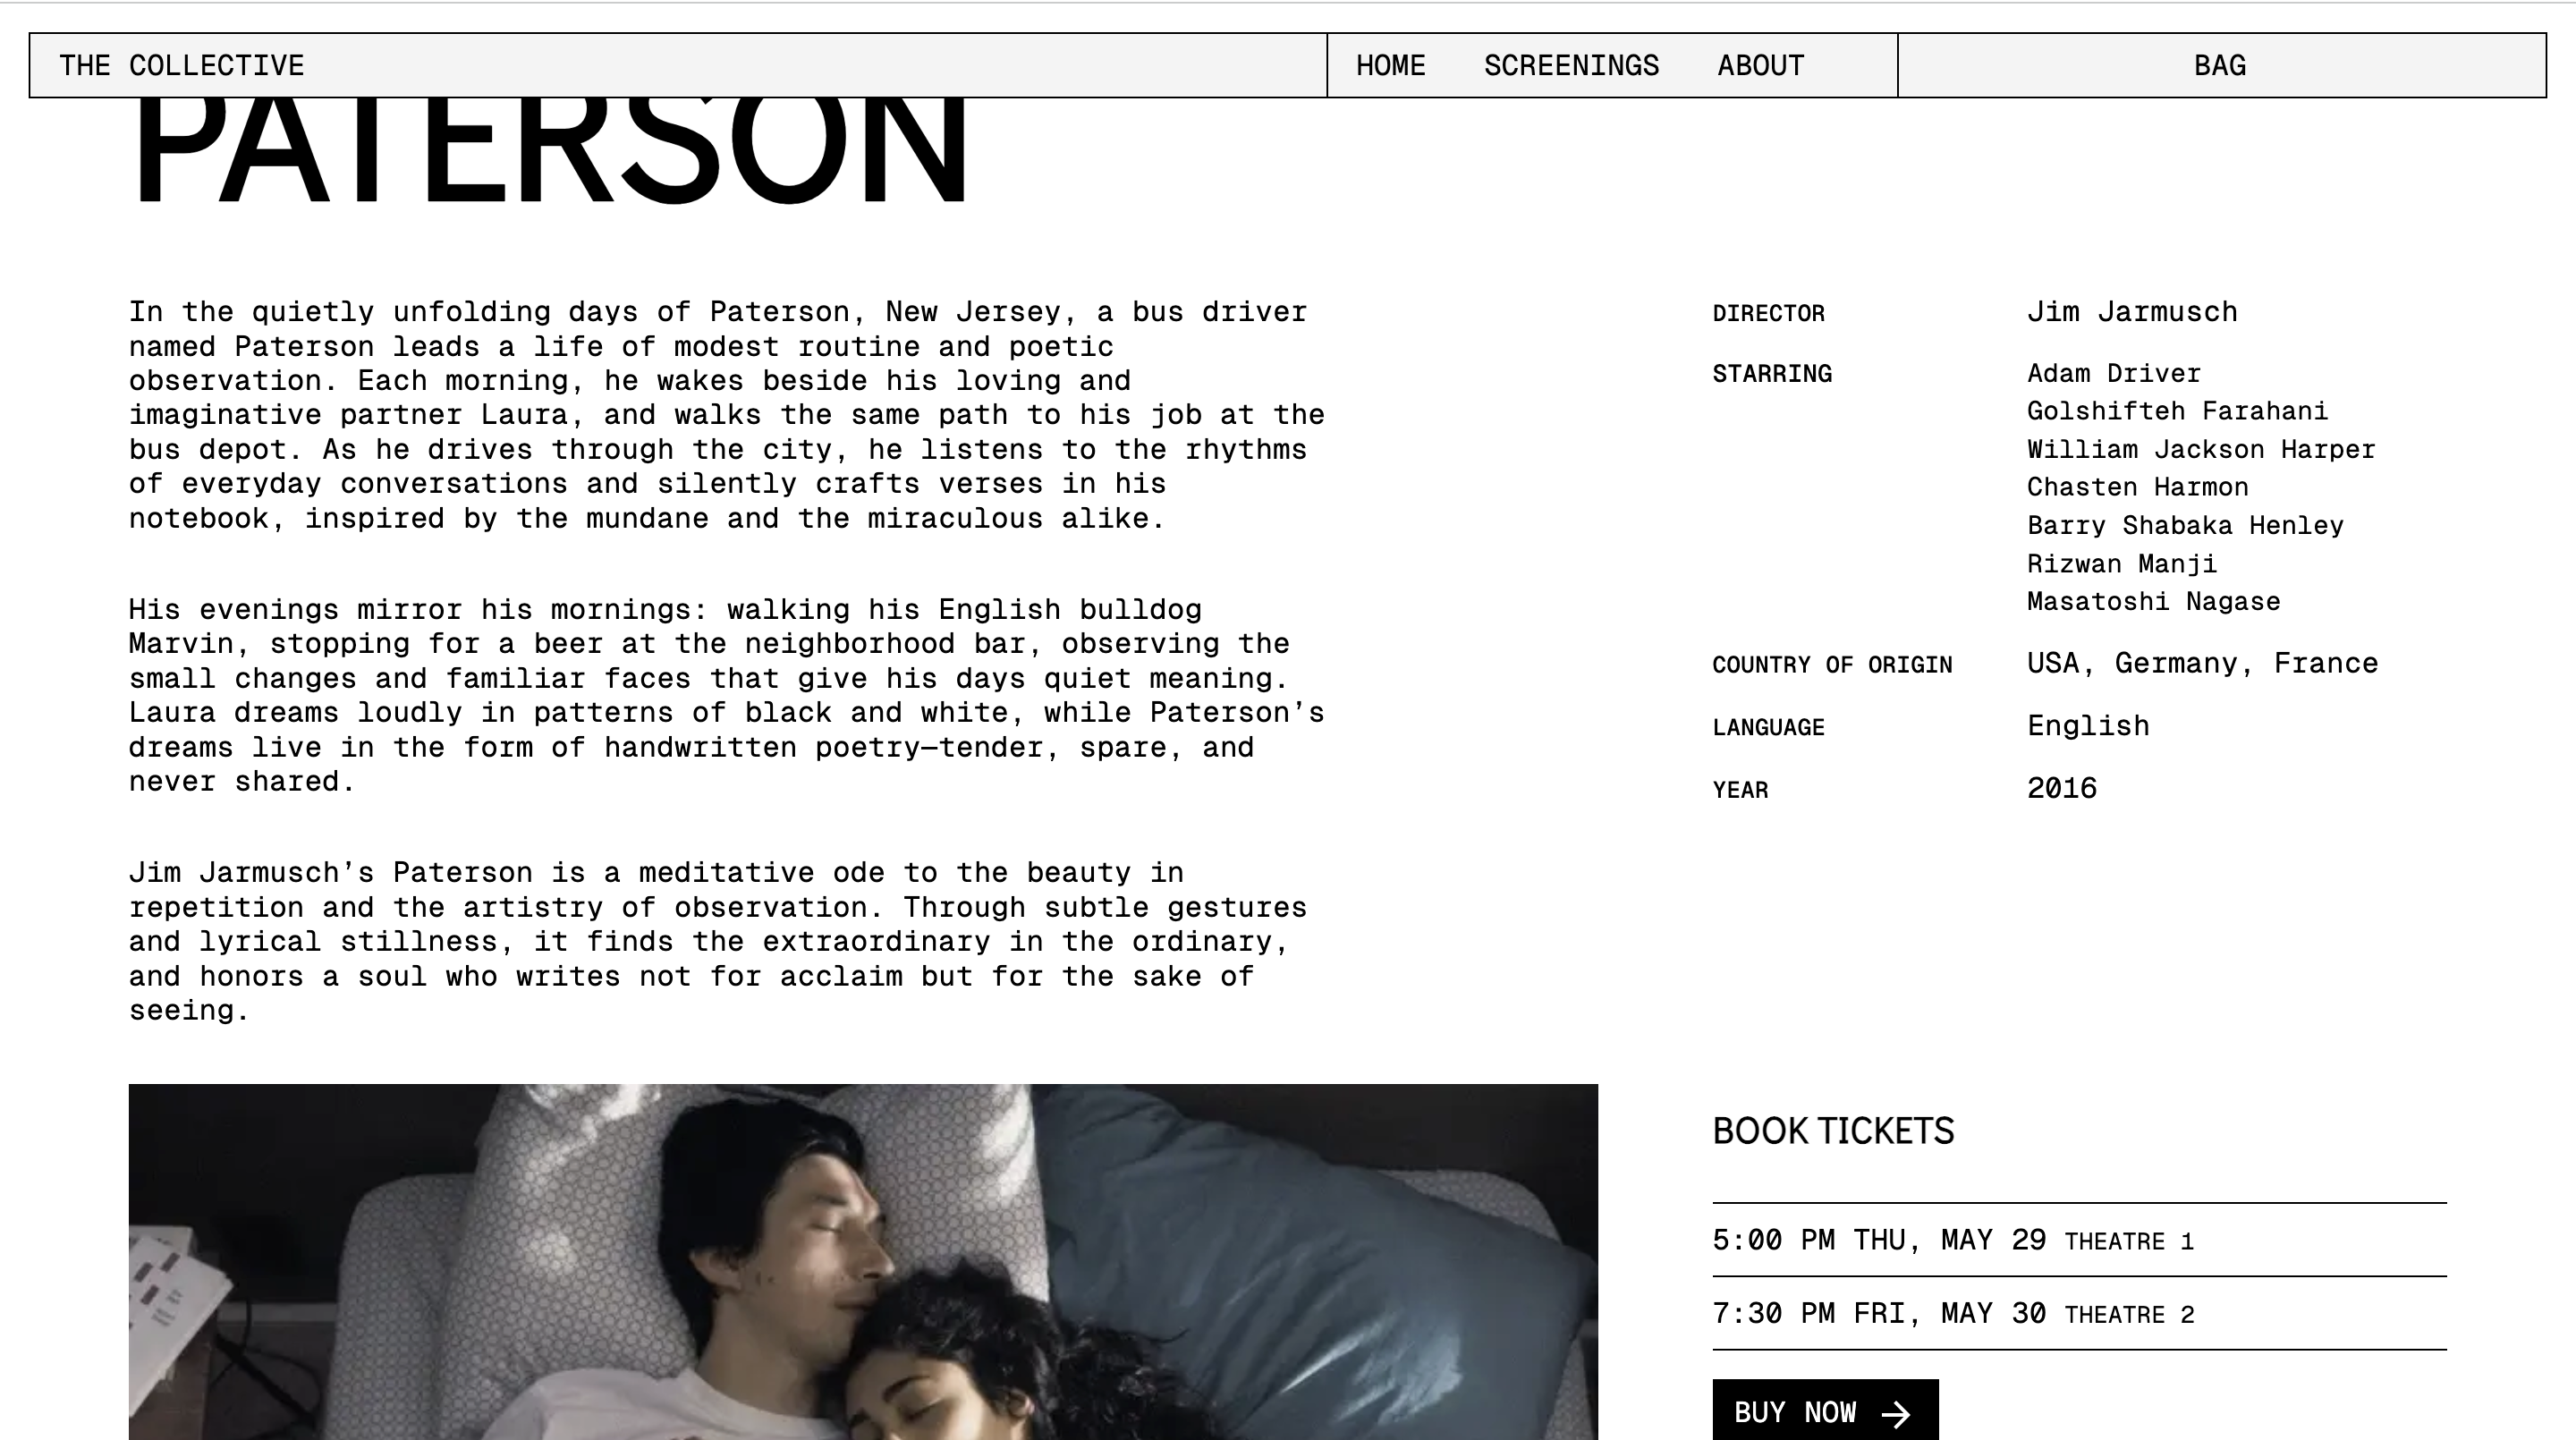 THE COLLECTIVE
HOME SCREENINGS ABOUT
BAG
PATERSON
In the quietly unfolding days of Paterson, New Jersey, a bus driver
named Paterson leads a life of modest routine and poetic
observation. Each morning, he wakes beside his loving and
imaginative partner Laura, and walks the same path to his job at the
bus depot. As he drives through the city, he listens to the rhythms
of everyday conversations and silently crafts verses in his
notebook, inspired by the mundane and the miraculous alike.
His evenings mirror his mornings: walking his English bulldog
Marvin, stopping for a beer at the neighborhood bar, observing the
small changes and familiar faces that give his days quiet meaning.
Laura dreams loudly in patterns of black and white, while Paterson’s
dreams live in the form of handwritten poetry—tender, spare, and
never shared.
Jim Jarmusch’s Paterson is a meditative ode to the beauty in
repetition and the artistry of observation. Through subtle gestures
and lyrical stillness, it finds the extraordinary in the ordinary,
and honors a soul who writes not for acclaim but for the sake of
seeing.
DIRECTOR Jim Jarmusch
STARRING Adam Driver
Golshifteh Farahani
William Jackson Harper
Chasten Harmon
Barry Shabaka Henley
Rizwan Manji
Masatoshi Nagase
COUNTRY OF ORIGIN USA, Germany, France
LANGUAGE English
YEAR 2016
BOOK TICKETS
5:00 PM THU, MAY 29 THEATRE 1
7:30 PM FRI, MAY 30 THEATRE 2
BUY NOW →